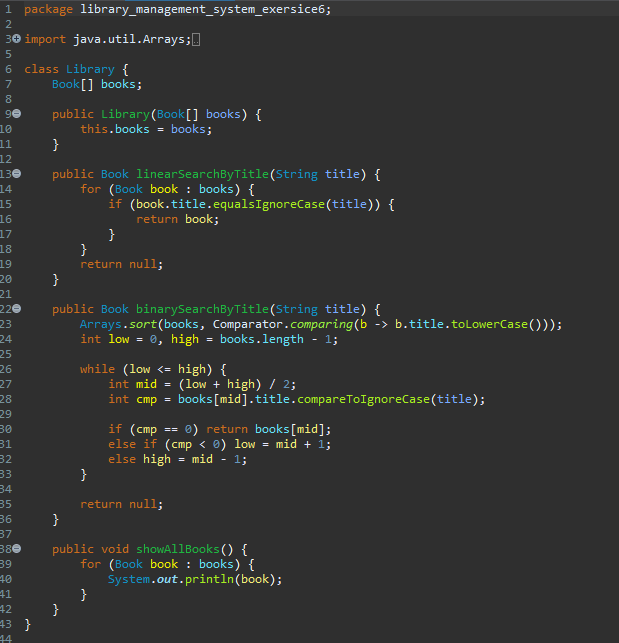 1 package library_management_system_exersice6;
2
3 import java.util.Arrays;
5
6 class Library {
7     Book[] books;
8
9     public Library(Book[] books) {
10         this.books = books;
11     }
12
13     public Book linearSearchByTitle(String title) {
14         for (Book book : books) {
15             if (book.title.equalsIgnoreCase(title)) {
16                 return book;
17             }
18         }
19         return null;
20     }
21
22     public Book binarySearchByTitle(String title) {
23         Arrays.sort(books, Comparator.comparing(b -> b.title.toLowerCase()));
24         int low = 0, high = books.length - 1;
25
26         while (low <= high) {
27             int mid = (low + high) / 2;
28             int cmp = books[mid].title.compareToIgnoreCase(title);
29
30             if (cmp == 0) return books[mid];
31             else if (cmp < 0) low = mid + 1;
32             else high = mid - 1;
33         }
34
35         return null;
36     }
37
38     public void showAllBooks() {
39         for (Book book : books) {
40             System.out.println(book);
41         }
42     }
43 }
44